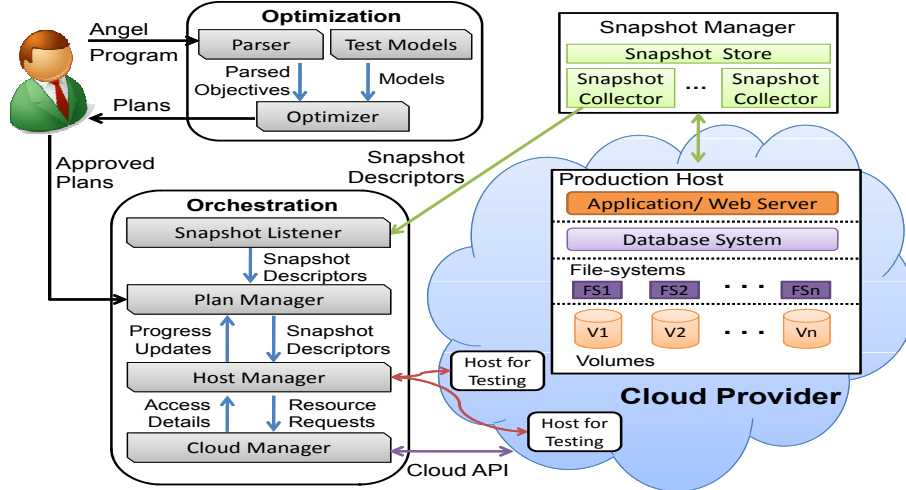 Optimization
Angel
Program
Parser
Test Models
Parsed
Objectives
Models
Plans
Optimizer
Snapshot Manager
Snapshot Store
Snapshot
Collector
...
Snapshot
Collector
Approved
Plans
Snapshot
Descriptors
Orchestration
Snapshot Listener
Snapshot
Descriptors
Plan Manager
Progress
Updates
Snapshot
Descriptors
Host Manager
Access
Details
Resource
Requests
Cloud Manager
Cloud API
Host for
Testing
Host for
Testing
Production Host
Application/ Web Server
Database System
File-systems
FS1
FS2
...
FSn
V1
V2
...
Vn
Volumes
Cloud Provider